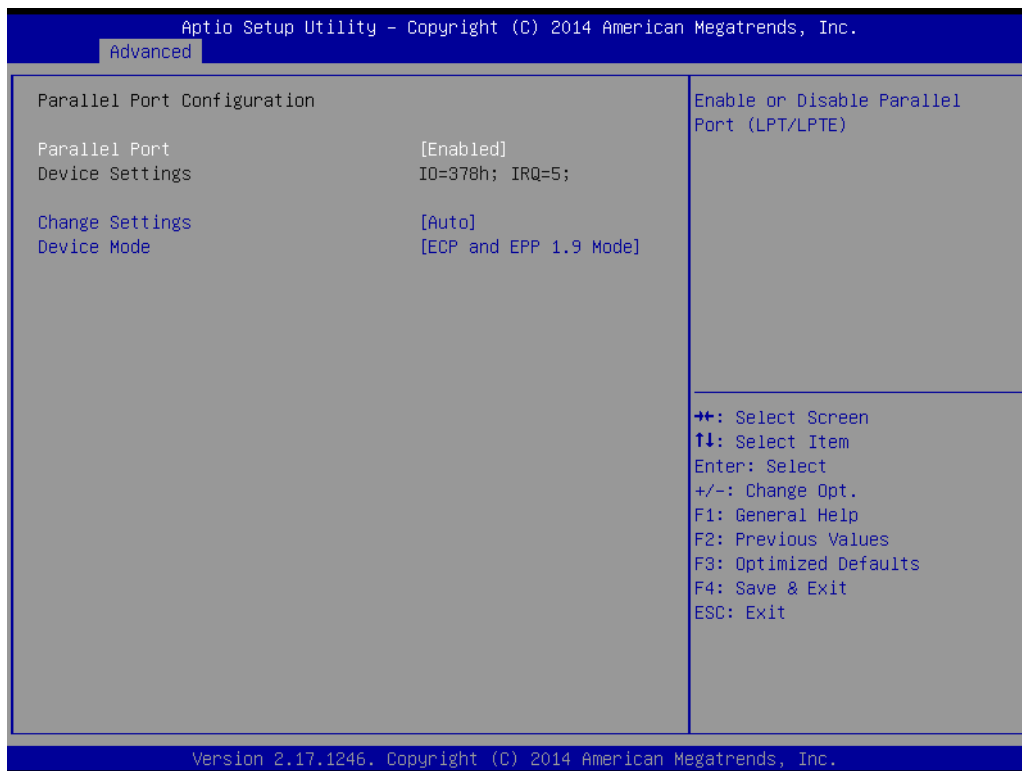 Aptio Setup Utility – Copyright (C) 2014 American Megatrends, Inc.
Advanced
Parallel Port Configuration
Parallel Port [Enabled]
Device Settings IO=378h; IRQ=5;
Change Settings [Auto]
Device Mode [ECP and EPP 1.9 Mode]
Enable or Disable Parallel
Port (LPT/LPTE)
→←: Select Screen
↑↓: Select Item
Enter: Select
+/-: Change Opt.
F1: General Help
F2: Previous Values
F3: Optimized Defaults
F4: Save & Exit
ESC: Exit
Version 2.17.1246. Copyright (C) 2014 American Megatrends, Inc.